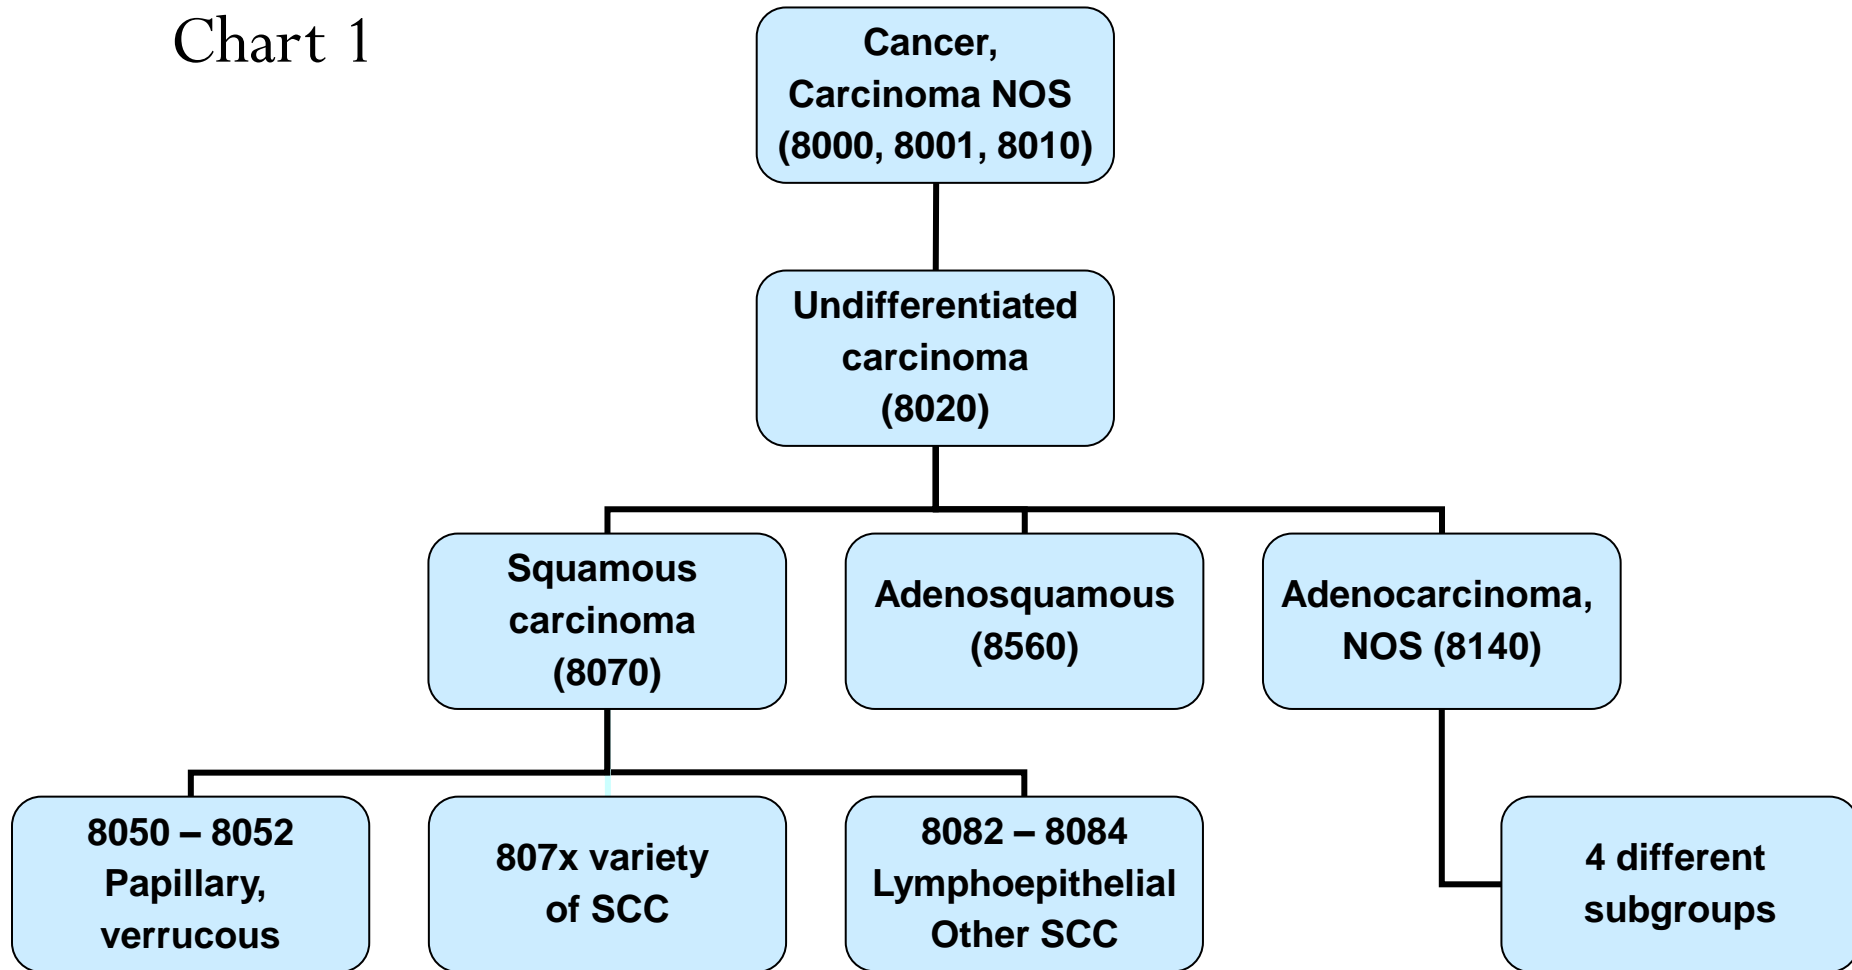 Chart 1
Cancer,
Carcinoma NOS
(8000, 8001, 8010)
Undifferentiated
carcinoma
(8020)
Squamous
carcinoma
(8070)
Adenosquamous
(8560)
Adenocarcinoma,
NOS (8140)
8050 – 8052
Papillary,
verrucous
807x variety
of SCC
8082 – 8084
Lymphoepithelial
Other SCC
4 different
subgroups